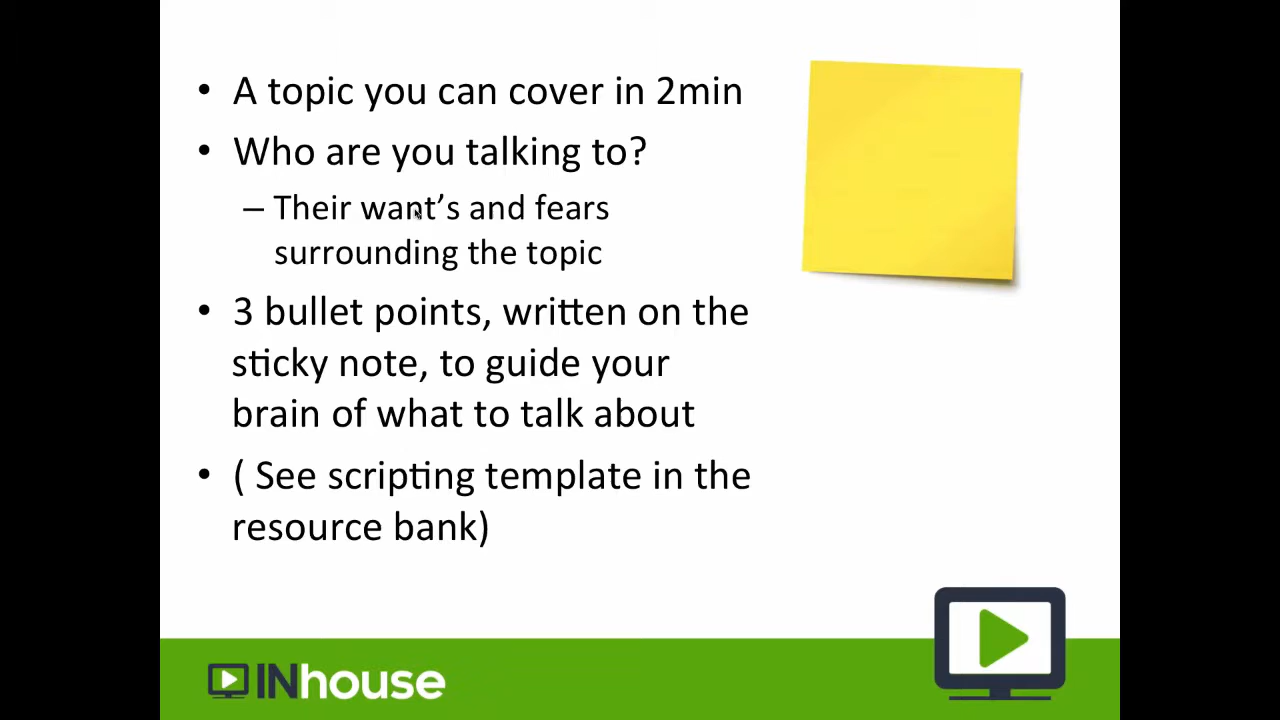 • A topic you can cover in 2min
• Who are you talking to?
– Their want’s and fears
surrounding the topic
• 3 bullet points, written on the
sticky note, to guide your
brain of what to talk about
• ( See scripting template in the
resource bank)
INhouse